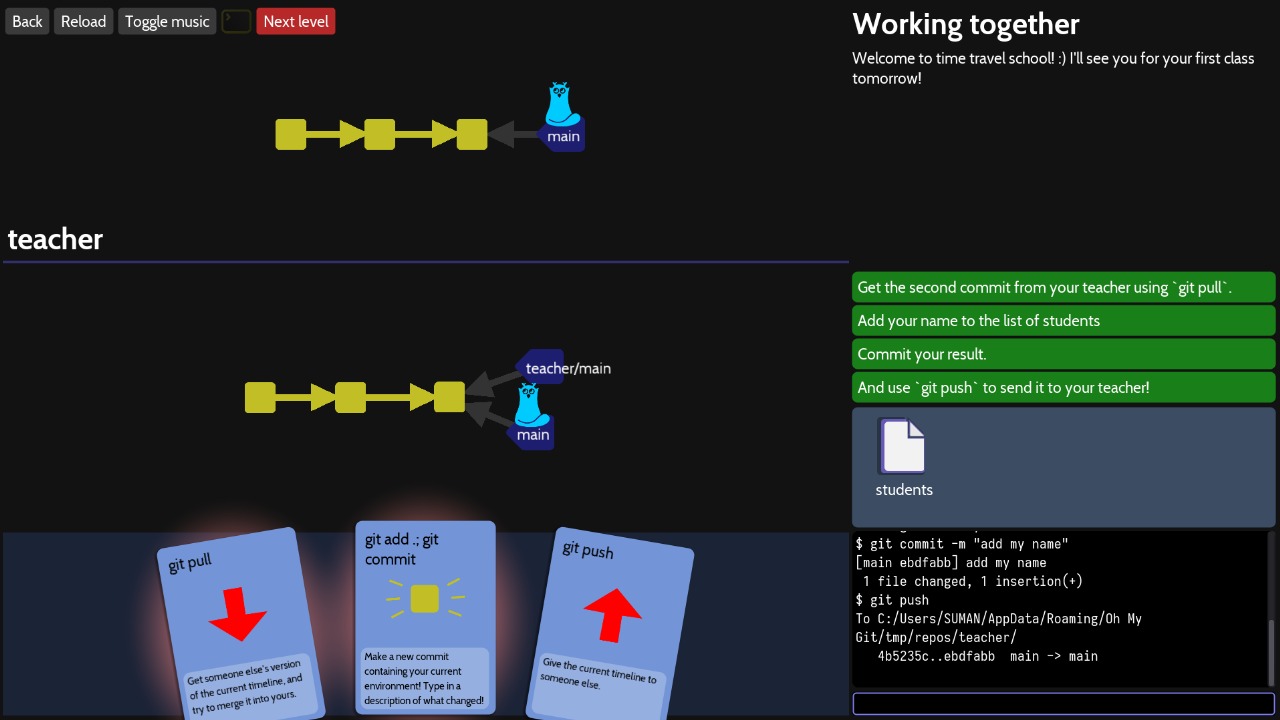 Back Reload Toggle music Next level
main
teacher
teacher/main
main
git pull
Get someone else's version
of the current timeline, and
try to merge it into yours.
git add .; git
commit
Make a new commit
containing your current
environment! Type in a
description of what changed!
git push
Give the current timeline to
someone else.
Working together
Welcome to time travel school! :) I'll see you for your first class
tomorrow!
Get the second commit from your teacher using `git pull`.
Add your name to the list of students
Commit your result.
And use `git push` to send it to your teacher!
students
$ git commit -m "add my name"
[main ebdfabb] add my name
1 file changed, 1 insertion(+)
$ git push
To C:/Users/SUMAN/AppData/Roaming/Oh My
Git/tmp/repos/teacher/
4b5235c..ebdfabb main -> main